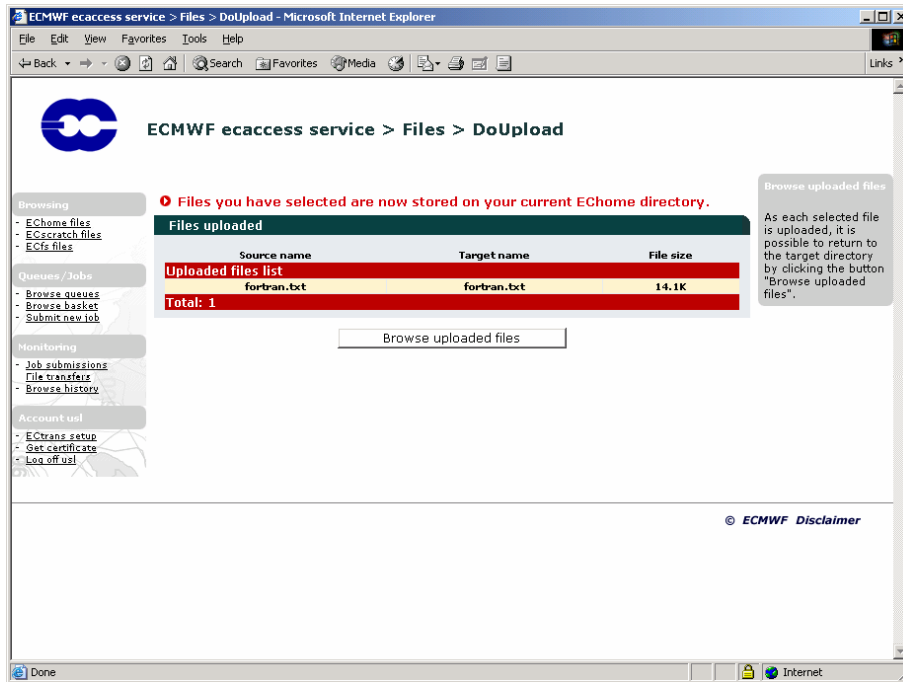 ECMWF ecaccess service > Files > DoUpload - Microsoft Internet Explorer
File Edit View Favorites Tools Help
Back Search Favorites Media Links
ECMWF ecaccess service > Files > DoUpload
Browsing
- EChome files
- ECscratch files
- ECfs files
Queues/Jobs
- Browse queues
- Browse basket
- Submit new job
Monitoring
- Job submissions
File transfers
- Browse history
Account usl
- ECtrans setup
- Get certificate
- Log off usl
Files you have selected are now stored on your current EChome directory.
Files uploaded
Source name Target name File size
Uploaded files list
fortran.txt fortran.txt 14.1K
Total: 1
Browse uploaded files
Browse uploaded files
As each selected file
is uploaded, it is
possible to return to
the target directory
by clicking the button
"Browse uploaded
files".
© ECMWF Disclaimer
Done Internet